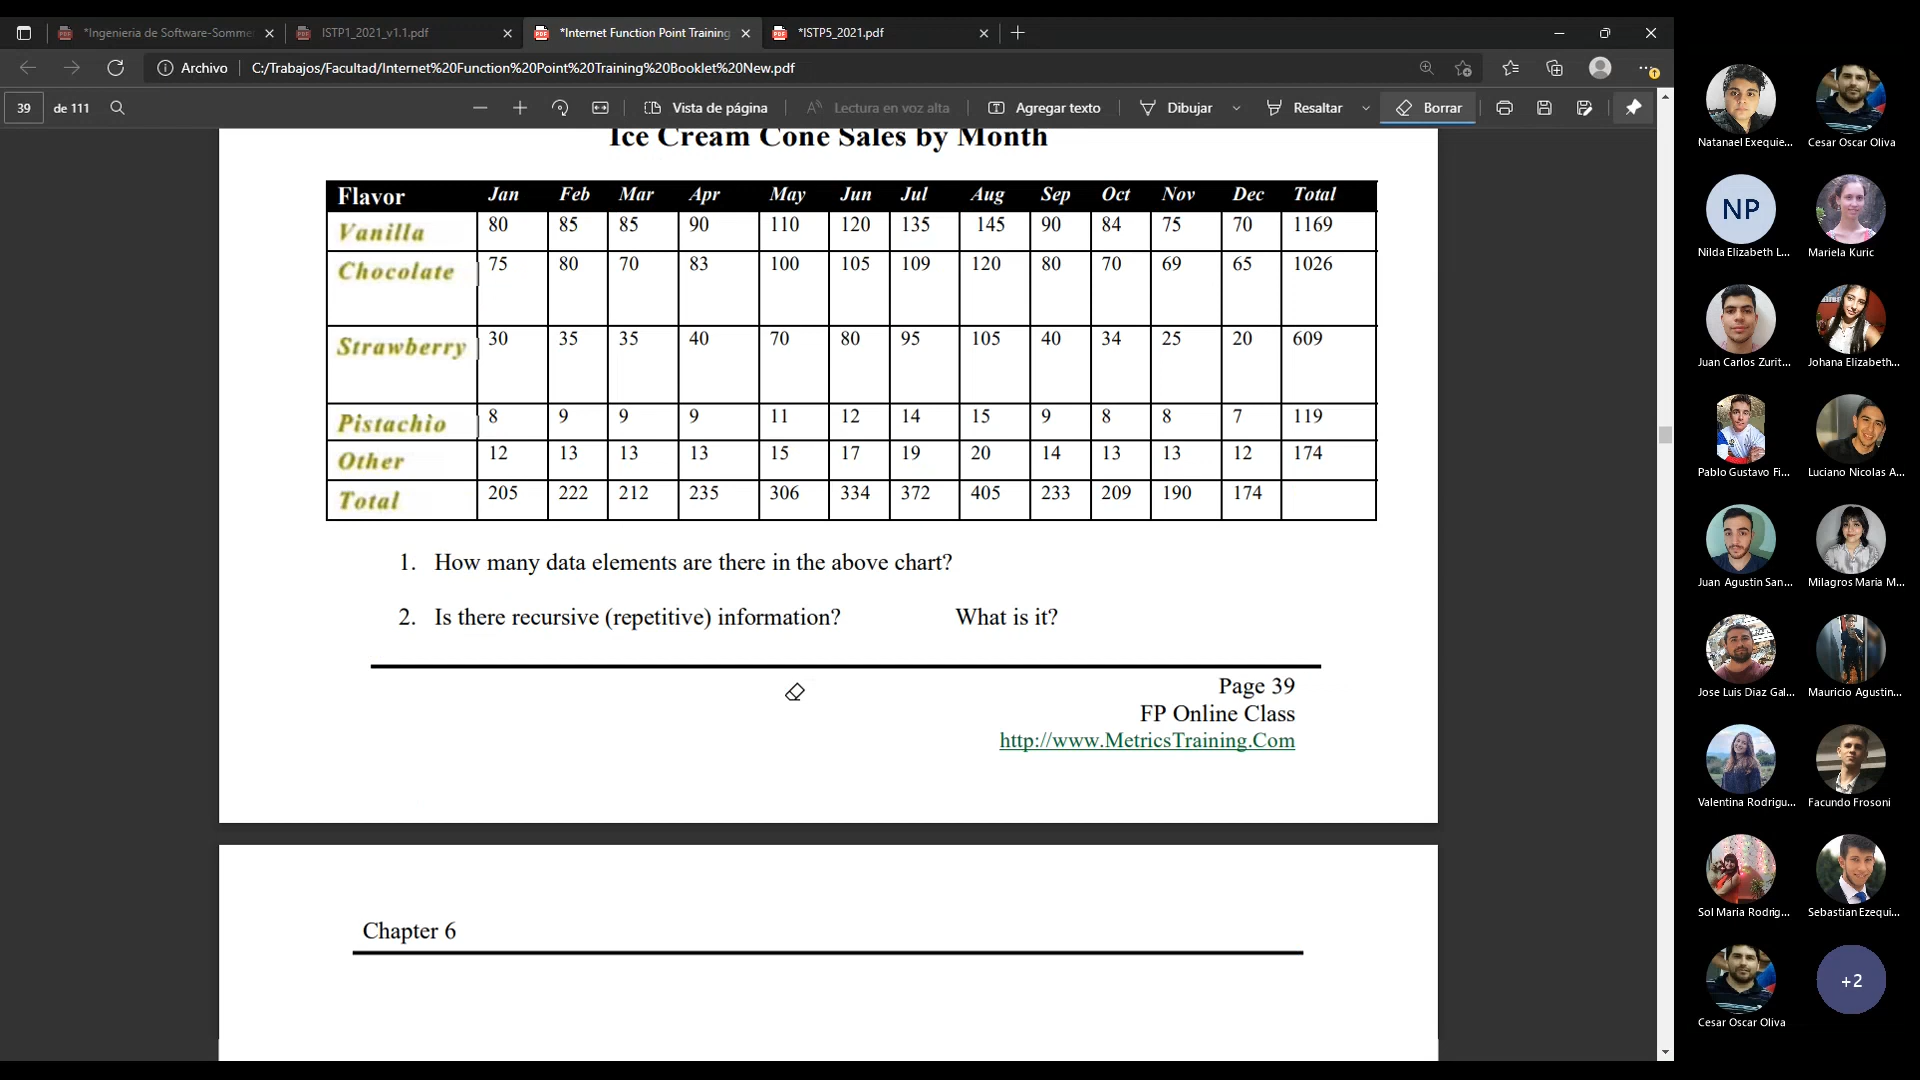 *Ingenieria de Software-Somme
ISTP1_2021_v1.1.pdf
*Internet Function Point Training
*ISTP5_2021.pdf
Archivo
C:/Trabajos/Facultad/Internet%20Function%20Point%20Training%20Booklet%20New.pdf
39 de 111
Vista de página
Lectura en voz alta
Agregar texto
Dibujar
Resaltar
Borrar
Ice Cream Cone Sales by Month
Flavor Jan Feb Mar Apr May Jun Jul Aug Sep Oct Nov Dec Total
Vanilla 80 85 85 90 110 120 135 145 90 84 75 70 1169
Chocolate 75 80 70 83 100 105 109 120 80 70 69 65 1026
Strawberry 30 35 35 40 70 80 95 105 40 34 25 20 609
Pistachio 8 9 9 9 11 12 14 15 9 8 8 7 119
Other 12 13 13 13 15 17 19 20 14 13 13 12 174
Total 205 222 212 235 306 334 372 405 233 209 190 174
1. How many data elements are there in the above chart?
2. Is there recursive (repetitive) information? What is it?
Page 39
FP Online Class
http://www.MetricsTraining.Com
Chapter 6
Natanael Exequie... Cesar Oscar Oliva
NP
Nilda Elizabeth L... Mariela Kuric
Juan Carlos Zurit... Johana Elizabeth...
Pablo Gustavo Fi... Luciano Nicolas A...
Juan Agustin San... Milagros Maria M...
Jose Luis Diaz Gal... Mauricio Agustin...
Valentina Rodrigu... Facundo Frosoni
Sol Maria Rodrig... Sebastian Ezequi...
Cesar Oscar Oliva
+2